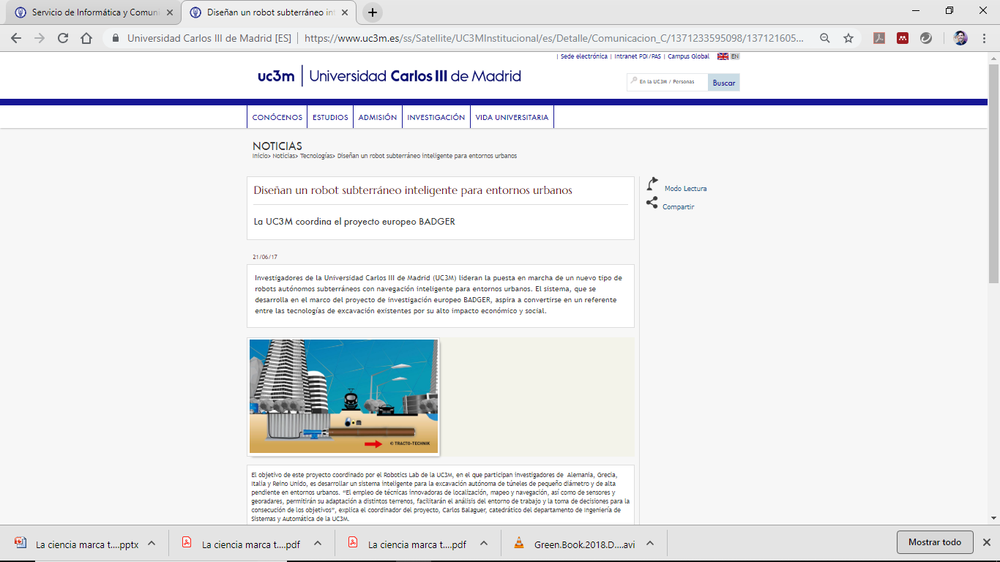 Servicio de Informática y Comuni
Diseñan un robot subterráneo int
Universidad Carlos III de Madrid [ES] | https://www.uc3m.es/ss/Satellite/UC3MInstitucional/es/Detalle/Comunicacion_C/1371233595098/137121605...
| Sede electrónica | Intranet PDI/PAS | Campus Global EN
uc3m | Universidad Carlos III de Madrid
En la UC3M / Personas Buscar
CONÓCENOS ESTUDIOS ADMISIÓN INVESTIGACIÓN VIDA UNIVERSITARIA
NOTICIAS
Inicio> Noticias> Tecnologías> Diseñan un robot subterráneo inteligente para entornos urbanos
Diseñan un robot subterráneo inteligente para entornos urbanos
La UC3M coordina el proyecto europeo BADGER
Modo Lectura
Compartir
21/06/17
Investigadores de la Universidad Carlos III de Madrid (UC3M) lideran la puesta en marcha de un nuevo tipo de
robots autónomos subterráneos con navegación inteligente para entornos urbanos. El sistema, que se
desarrolla en el marco del proyecto de investigación europeo BADGER, aspira a convertirse en un referente
entre las tecnologías de excavación existentes por su alto impacto económico y social.
© TRACTO-TECHNIK
El objetivo de este proyecto coordinado por el Robotics Lab de la UC3M, en el que participan investigadores de Alemania, Grecia,
Italia y Reino Unido, es desarrollar un sistema inteligente para la excavación autónoma de túneles de pequeño diámetro y de alta
pendiente en entornos urbanos. “El empleo de técnicas innovadoras de localización, mapeo y navegación, así como de sensores y
georadares, permitirán su adaptación a distintos terrenos, facilitarán el análisis del entorno de trabajo y la toma de decisiones para la
consecución de los objetivos”, explica el coordinador del proyecto, Carlos Balaguer, catedrático del departamento de Ingeniería de
Sistemas y Automática de la UC3M.
La ciencia marca t....pptx
La ciencia marca t....pdf
La ciencia marca t....pdf
Green.Book.2018.D....avi
Mostrar todo